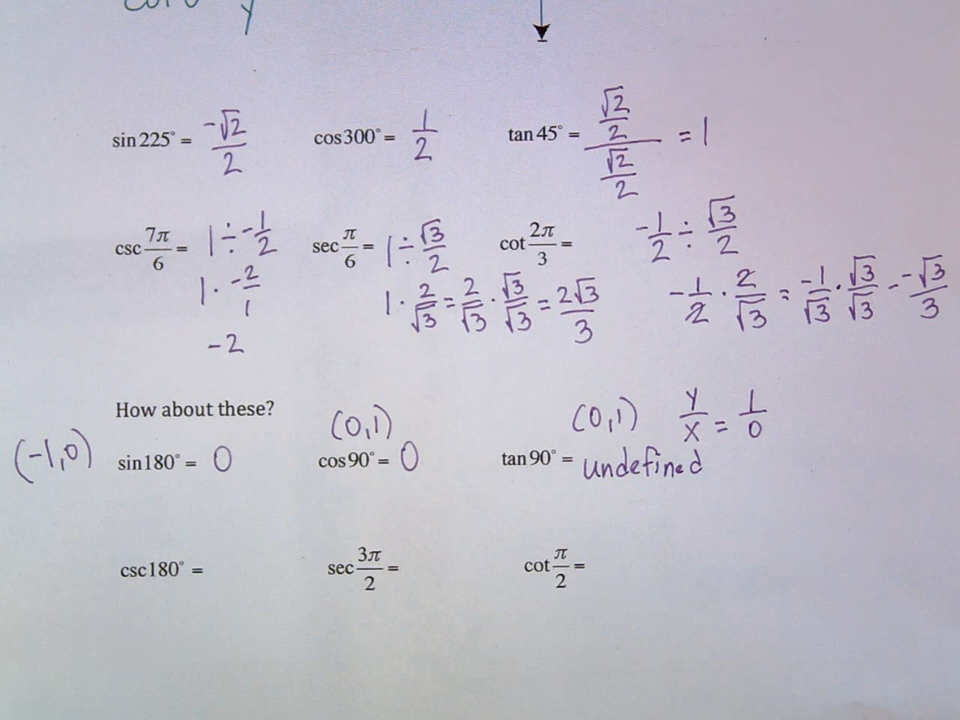 y
sin 225° = -√2/2 cos 300° = 1/2 tan 45° = (√2/2)/(√2/2) = 1
csc 7π/6 = 1 ÷ -1/2 sec π/6 = 1 ÷ √3/2 cot 2π/3 = -1/2 ÷ √3/2
1 · -2/1 1 · 2/√3 = 2/√3 · √3/√3 = 2√3/3 -1/2 · 2/√3 = -1/√3 · √3/√3 - -√3/3
-2
How about these?
(0,1) (0,1) y/x = 1/0
(-1,0) sin 180° = 0 cos 90° = 0 tan 90° = undefined
csc 180° = sec 3π/2 = cot π/2 =